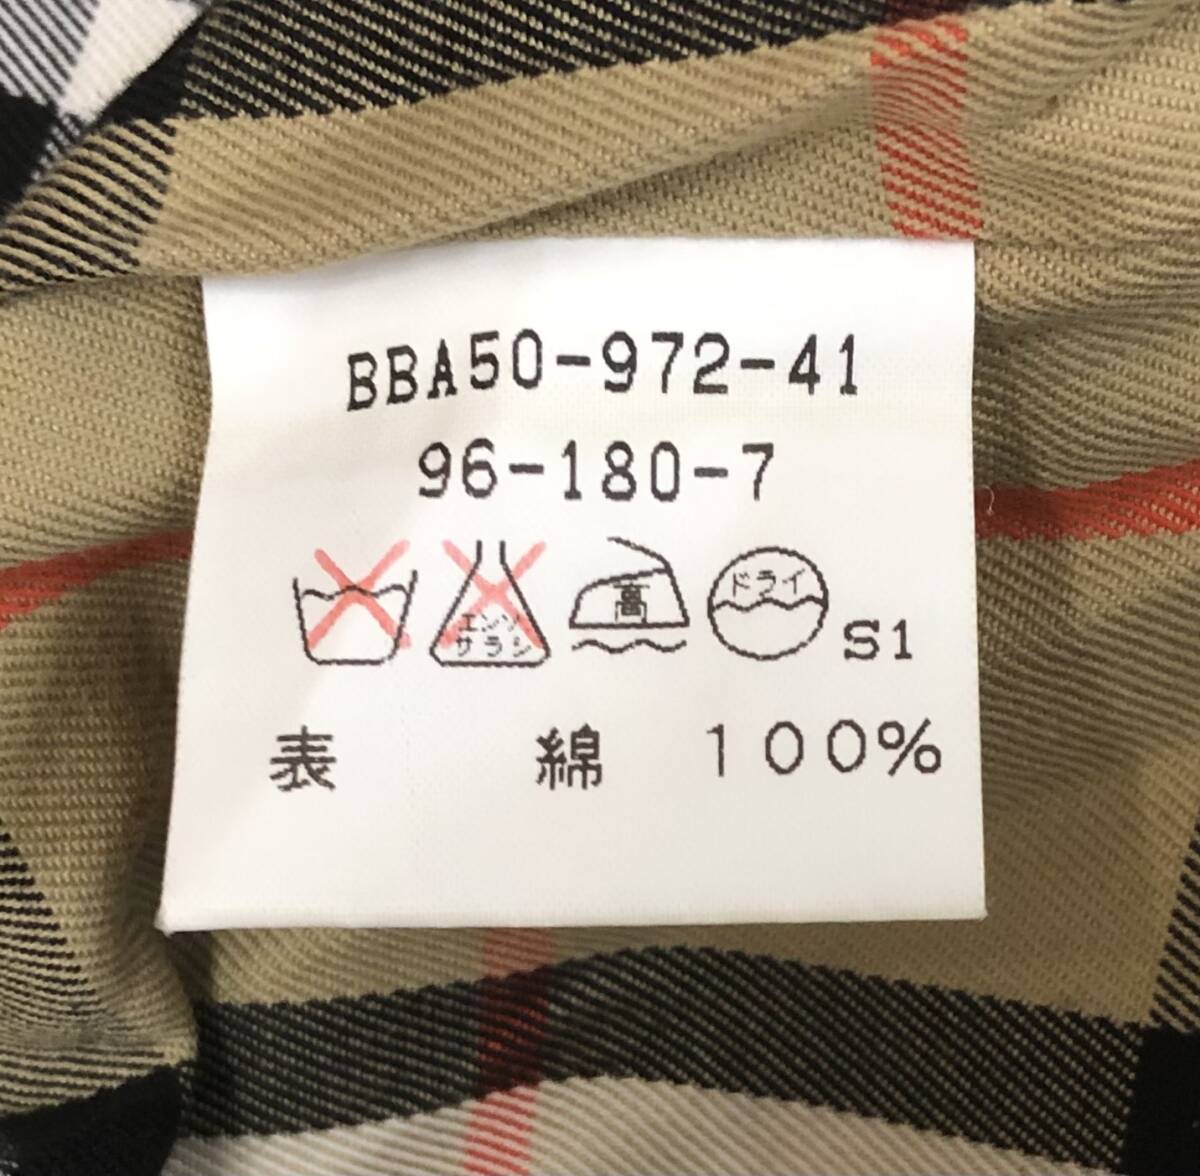 BBA50-972-41
96-180-7
エンソ
サラシ
高
ドライ
S1
表 綿 100%